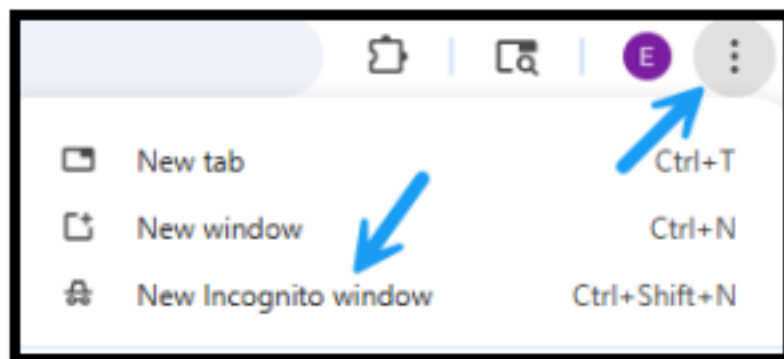 E
New tab Ctrl+T
New window Ctrl+N
New Incognito window Ctrl+Shift+N